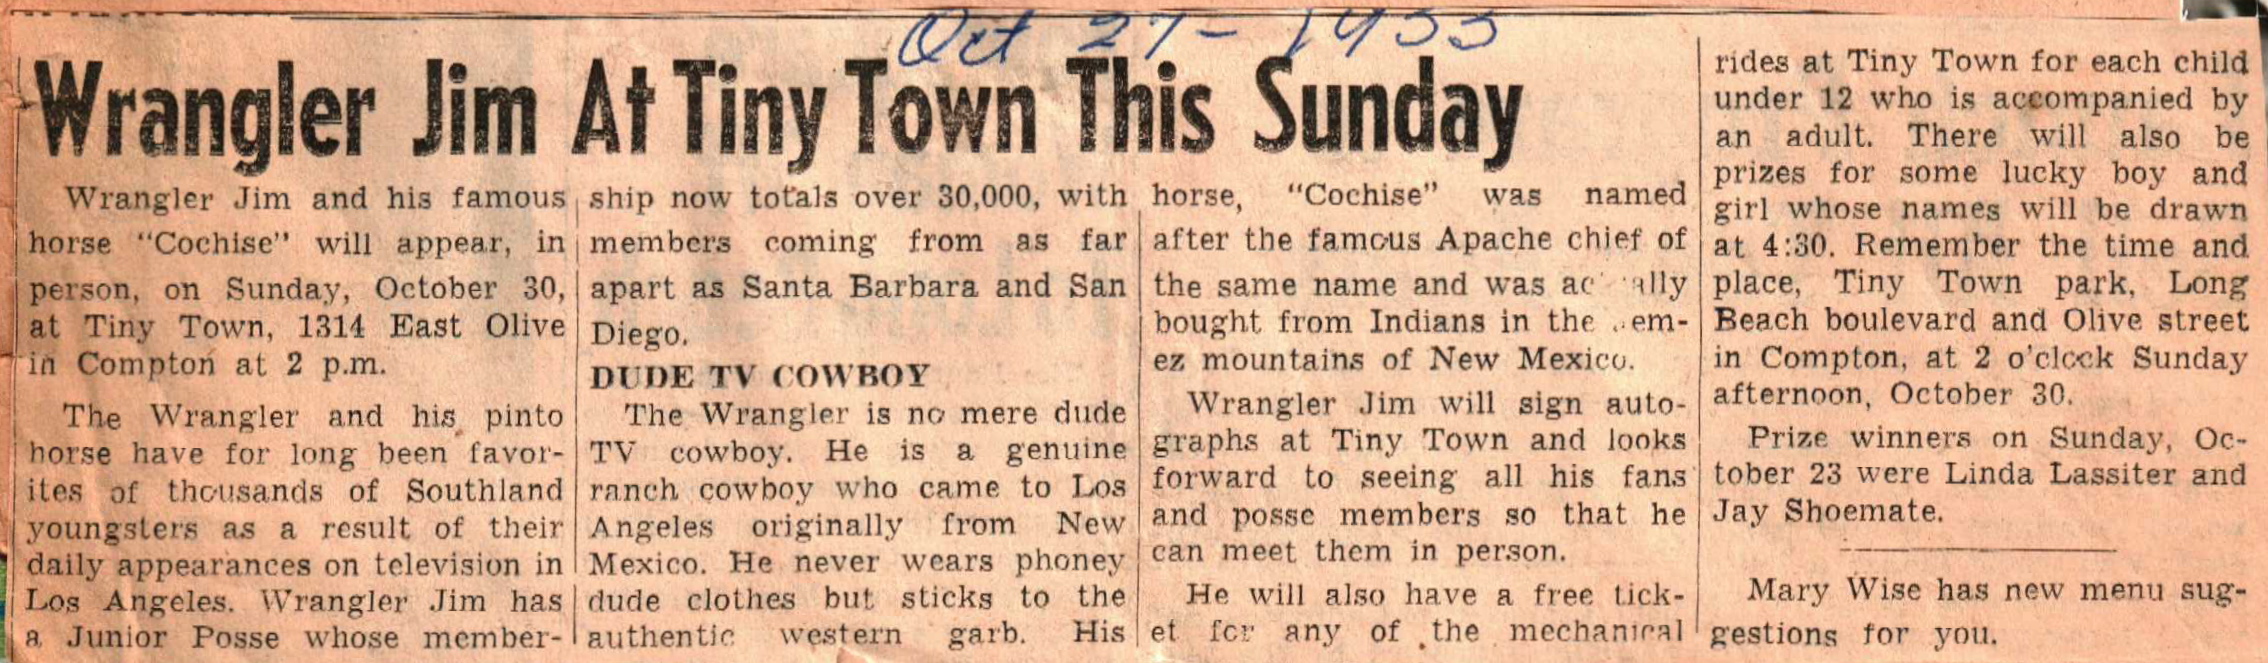 Oct 27-1955
Wrangler Jim At Tiny Town This Sunday
Wrangler Jim and his famous
horse "Cochise" will appear, in
person, on Sunday, October 30,
at Tiny Town, 1314 East Olive
in Compton at 2 p.m.
The Wrangler and his pinto
horse have for long been favor-
ites of thousands of Southland
youngsters as a result of their
daily appearances on television in
Los Angeles. Wrangler Jim has
a Junior Posse whose member-
ship now totals over 30,000, with
members coming from as far
apart as Santa Barbara and San
Diego.
DUDE TV COWBOY
The Wrangler is no mere dude
TV cowboy. He is a genuine
ranch cowboy who came to Los
Angeles originally from New
Mexico. He never wears phoney
dude clothes but sticks to the
authentic western garb. His
horse, "Cochise" was named
after the famous Apache chief of
the same name and was actually
bought from Indians in the Jem-
ez mountains of New Mexico.
Wrangler Jim will sign auto-
graphs at Tiny Town and looks
forward to seeing all his fans
and posse members so that he
can meet them in person.
He will also have a free tick-
et for any of the mechanical
rides at Tiny Town for each child
under 12 who is accompanied by
an adult. There will also be
prizes for some lucky boy and
girl whose names will be drawn
at 4:30. Remember the time and
place, Tiny Town park, Long
Beach boulevard and Olive street
in Compton, at 2 o'clock Sunday
afternoon, October 30.
Prize winners on Sunday, Oc-
tober 23 were Linda Lassiter and
Jay Shoemate.
Mary Wise has new menu sug-
gestions for you.